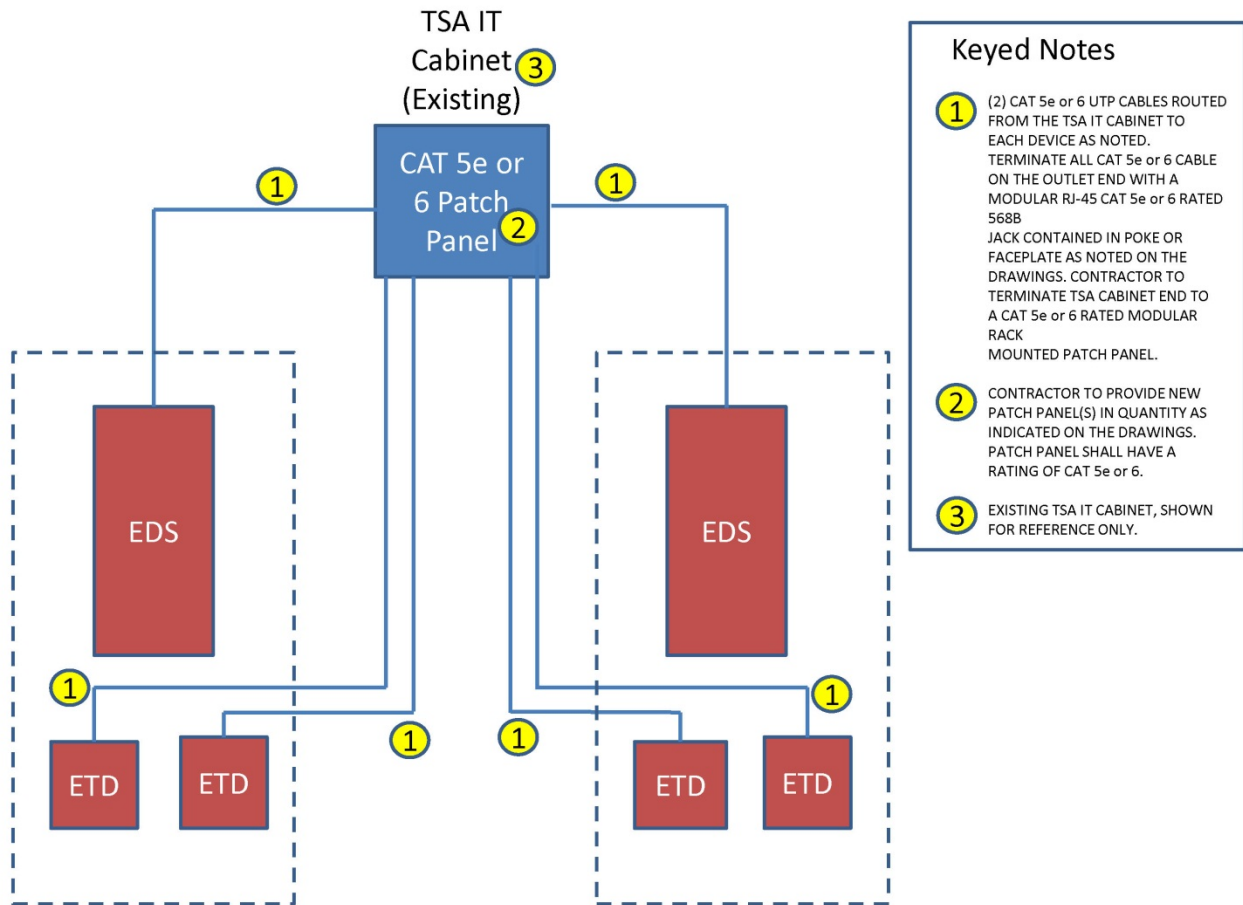 TSA IT
Cabinet
(Existing)
3
CAT 5e or
6 Patch
Panel
2
1
1
EDS
EDS
1
1
1
1
ETD
ETD
ETD
ETD
Keyed Notes
1
(2) CAT 5e or 6 UTP CABLES ROUTED
FROM THE TSA IT CABINET TO
EACH DEVICE AS NOTED.
TERMINATE ALL CAT 5e or 6 CABLE
ON THE OUTLET END WITH A
MODULAR RJ-45 CAT 5e or 6 RATED
568B
JACK CONTAINED IN POKE OR
FACEPLATE AS NOTED ON THE
DRAWINGS. CONTRACTOR TO
TERMINATE TSA CABINET END TO
A CAT 5e or 6 RATED MODULAR
RACK
MOUNTED PATCH PANEL.
2
CONTRACTOR TO PROVIDE NEW
PATCH PANEL(S) IN QUANTITY AS
INDICATED ON THE DRAWINGS.
PATCH PANEL SHALL HAVE A
RATING OF CAT 5e or 6.
3
EXISTING TSA IT CABINET, SHOWN
FOR REFERENCE ONLY.